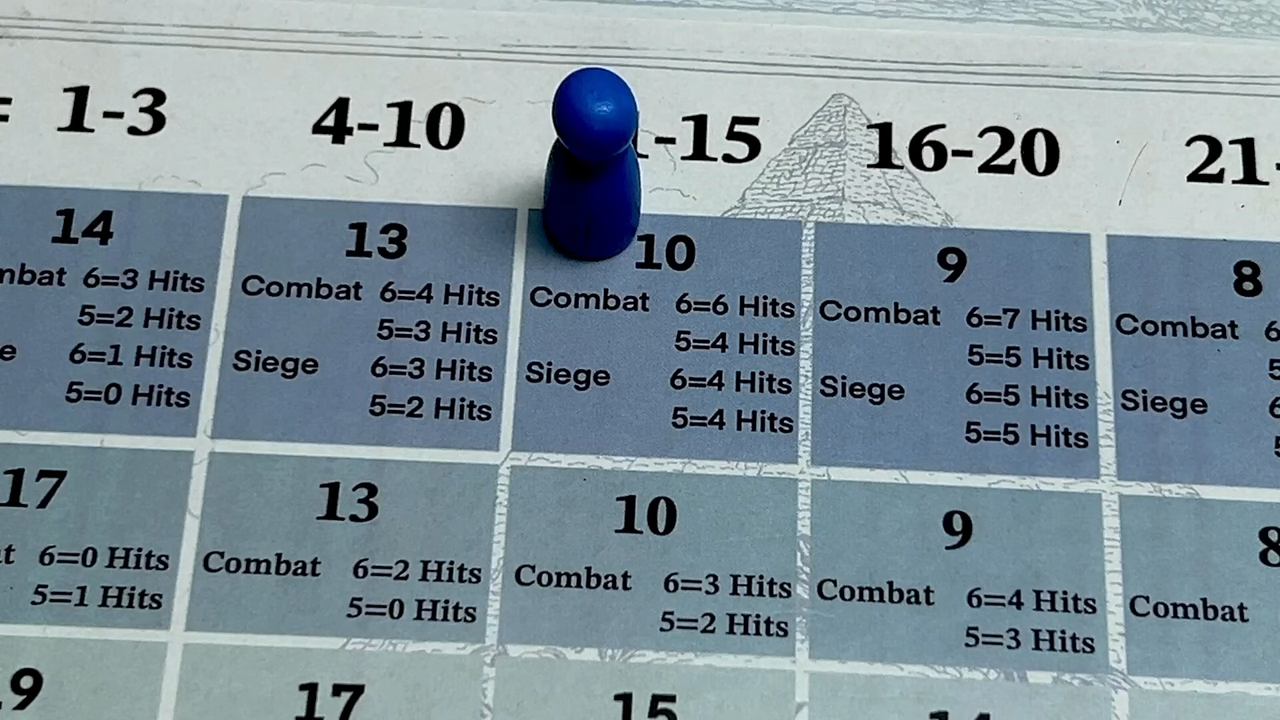 = 1-3 4-10 -15 16-20 21-
14 13 10 9 8
6=3 Hits Combat 6=4 Hits Combat 6=6 Hits Combat 6=7 Hits Combat 6
5=2 Hits 5=3 Hits 5=4 Hits 5=5 Hits 5
e 6=1 Hits Siege 6=3 Hits Siege 6=4 Hits Siege 6=5 Hits Siege
5=0 Hits 5=2 Hits 5=4 Hits 5=5 Hits
17 13 10 9 8
t 6=0 Hits Combat 6=2 Hits Combat 6=3 Hits Combat 6=4 Hits Combat
5=1 Hits 5=0 Hits 5=2 Hits 5=3 Hits
9 17 15